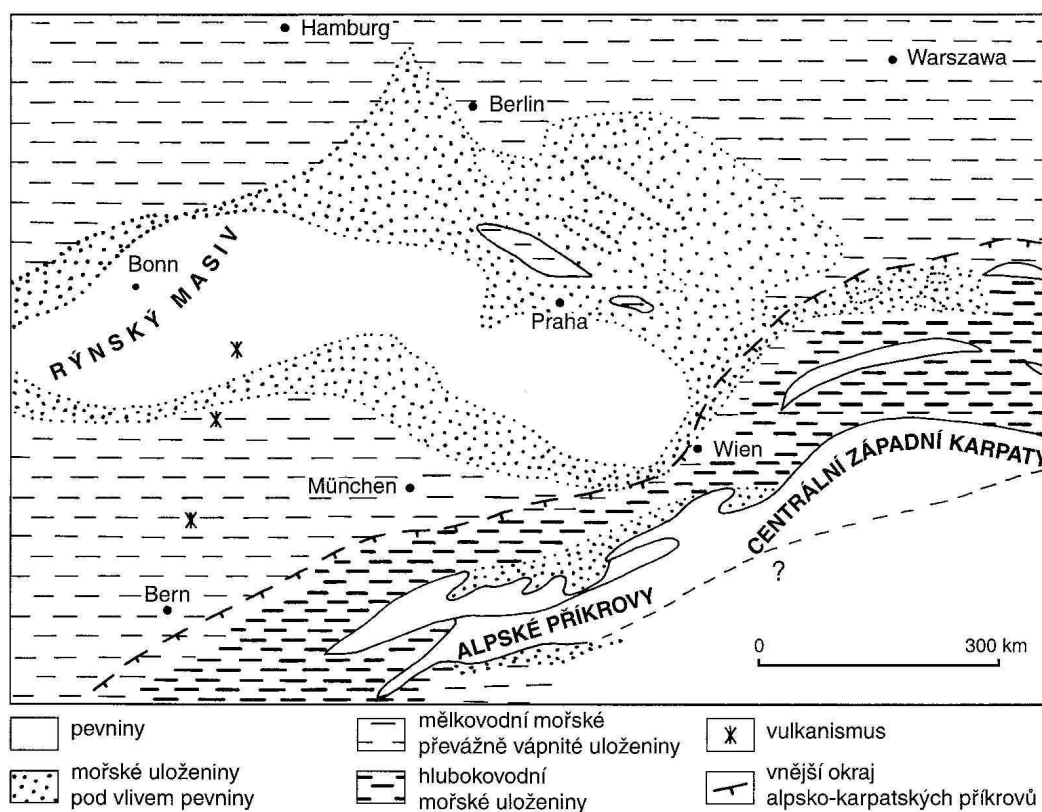 Hamburg
Warszawa
Berlin
Bonn
RÝNSKÝ MASIV
Praha
Wien
München
CENTRÁLNÍ ZÁPADNÍ KARPATY
?
Bern
ALPSKÉ PŘÍKROVY
0 300 km
pevniny
mořské uloženiny
pod vlivem pevniny
mělkovodní mořské
převážně vápnité uloženiny
hlubokovodní
mořské uloženiny
vulkanismus
vnější okraj
alpsko-karpatských příkrovů